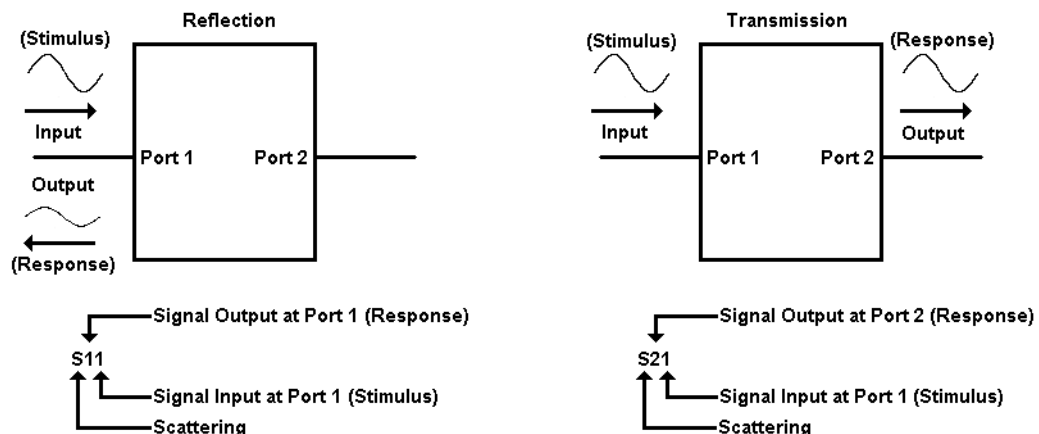 Reflection
(Stimulus)
Input
Port 1
Port 2
Output
(Response)
Signal Output at Port 1 (Response)
S11
Signal Input at Port 1 (Stimulus)
Scattering
Transmission
(Stimulus)
(Response)
Input
Output
Port 1
Port 2
Signal Output at Port 2 (Response)
S21
Signal Input at Port 1 (Stimulus)
Scattering